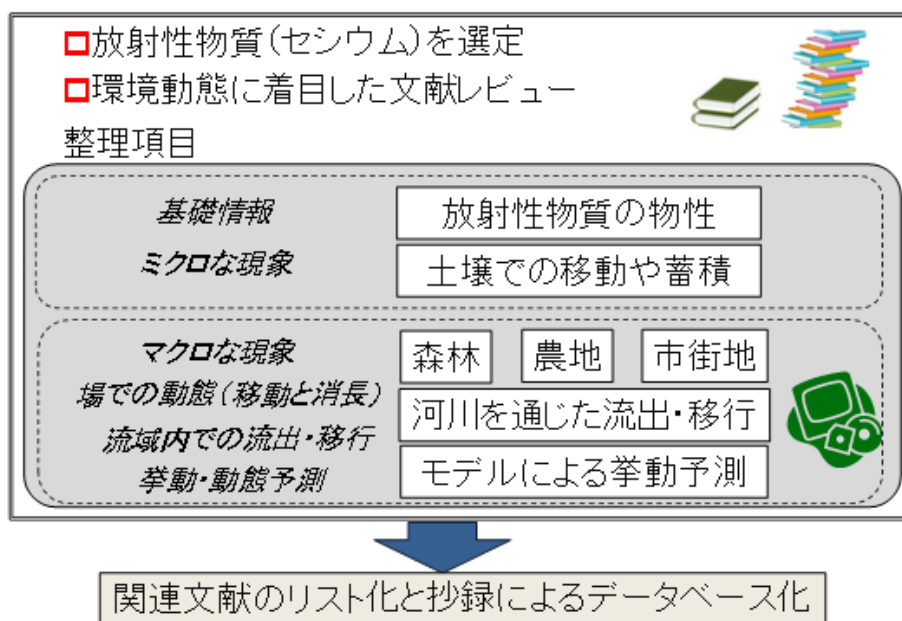 □放射性物質(セシウム)を選定
□環境動態に着目した文献レビュー
整理項目
基礎情報 放射性物質の物性
ミクロな現象 土壌での移動や蓄積
マクロな現象 森林 農地 市街地
場での動態(移動と消長)
河川を通じた流出・移行
流域内での流出・移行
挙動・動態予測 モデルによる挙動予測
関連文献のリスト化と抄録によるデータベース化